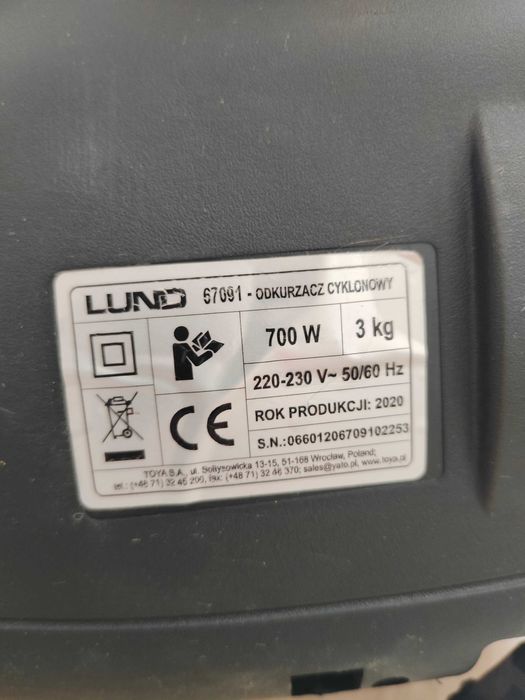 LUND 67091 - ODKURZACZ CYKLONOWY
700 W 3 kg
220-230 V~ 50/60 Hz
CE
ROK PRODUKCJI: 2020
S.N.:06601206709102253
TOYA S.A., ul. Sołtysowicka 13-15, 51-168 Wrocław, Poland;
tel.: (+48 71) 32 46 200, fax: (+48 71) 32 46 370; sales@yato.pl, www.toya.pl